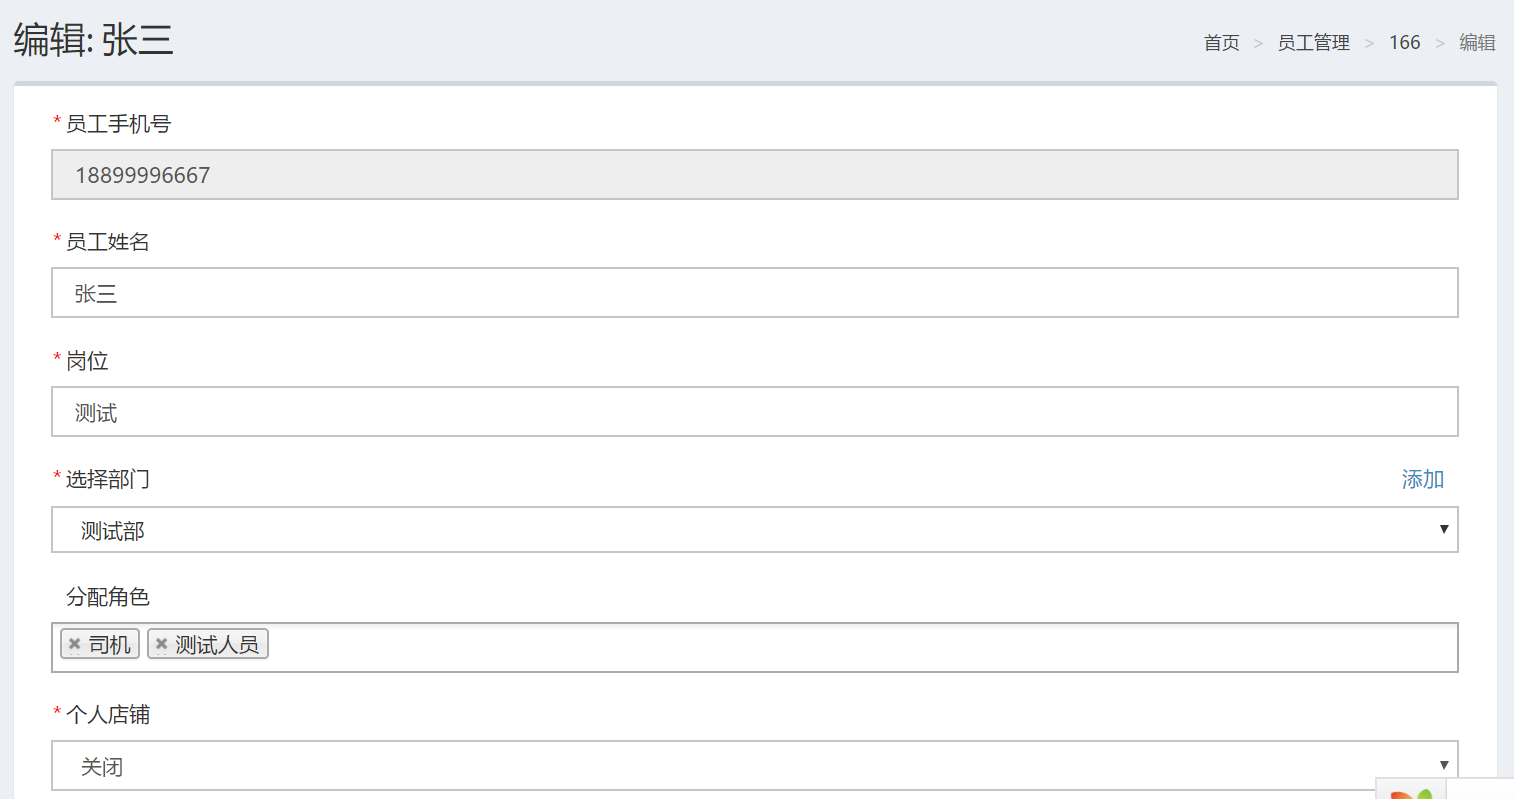 编辑: 张三
首页 > 员工管理 > 166 > 编辑
* 员工手机号
18899996667
* 员工姓名
张三
* 岗位
测试
* 选择部门 添加
测试部
分配角色
× 司机 × 测试人员
* 个人店铺
关闭